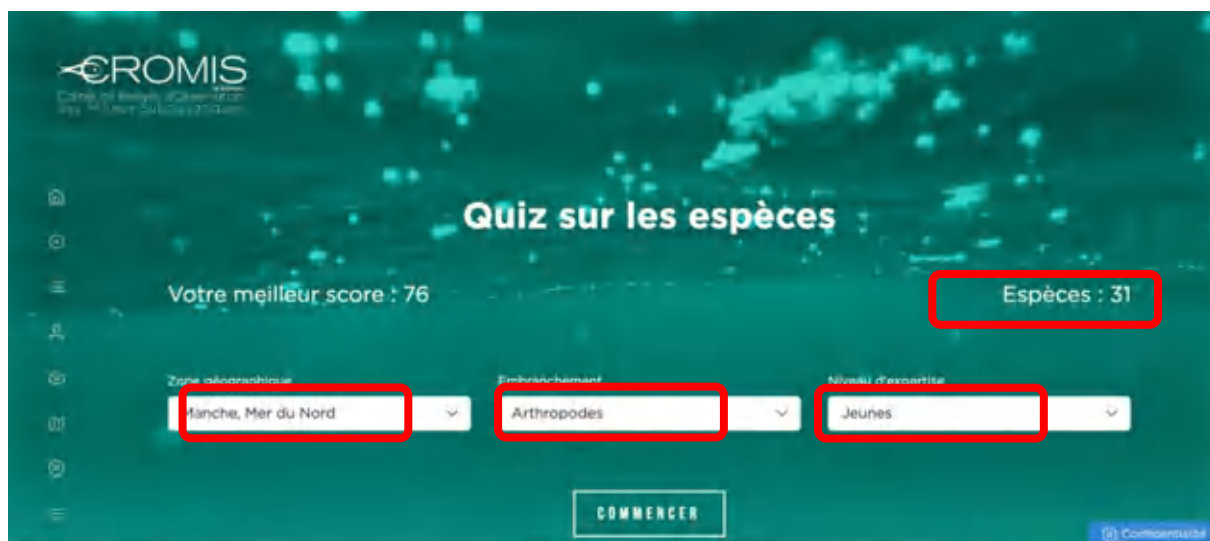 CROMIS
Quiz sur les espèces
Votre meilleur score : 76
Espèces : 31
Zone géographique
Embranchement
Niveau d'expertise
Manche, Mer du Nord
Arthropodes
Jeunes
COMMENCER
Confidentialité